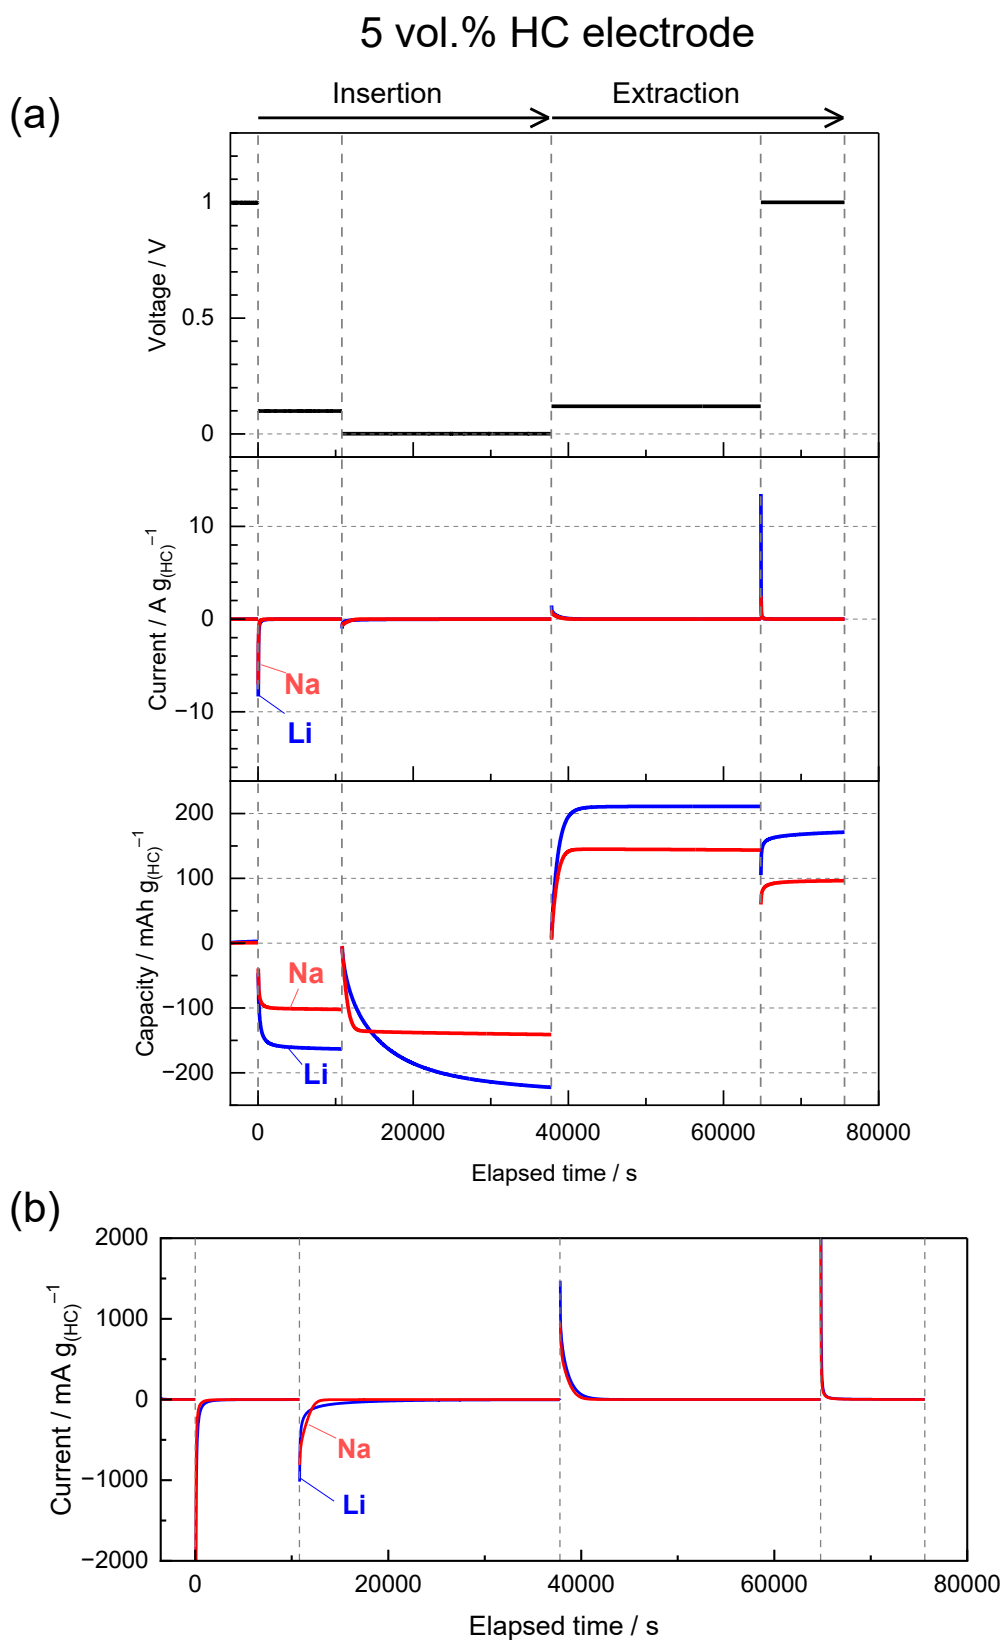 5 vol.% HC electrode
(a)
Insertion
Extraction
Voltage / V
1
0.5
0
Current / A g(HC)−1
10
0
−10
Na
Li
Capacity / mAh g(HC)−1
200
100
0
−100
−200
Na
Li
0 20000 40000 60000 80000
Elapsed time / s
(b)
Current / mA g(HC)−1
2000
1000
0
−1000
−2000
Na
Li
0 20000 40000 60000 80000
Elapsed time / s